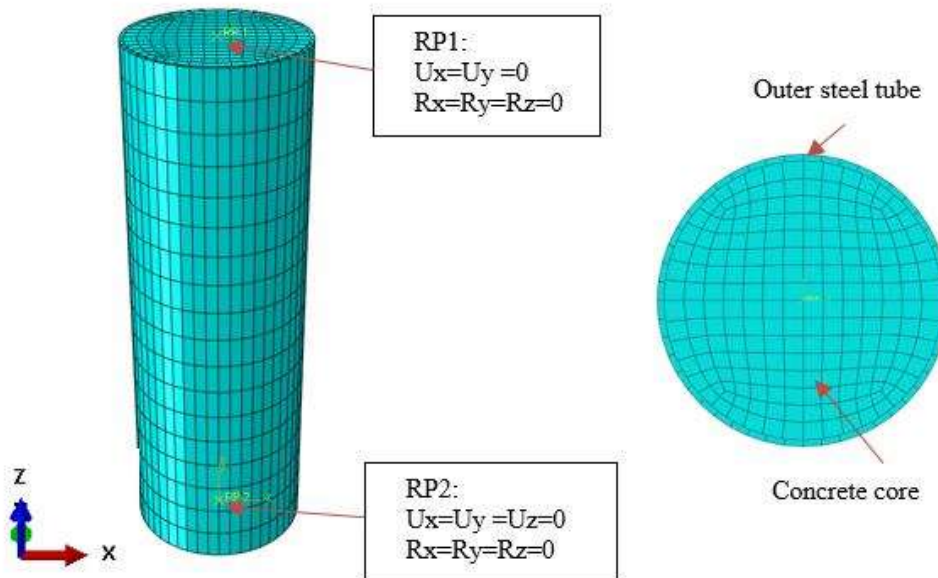 RP1:
Ux=Uy =0
Rx=Ry=Rz=0
Outer steel tube
Concrete core
RP2:
Ux=Uy =Uz=0
Rx=Ry=Rz=0
Z
X